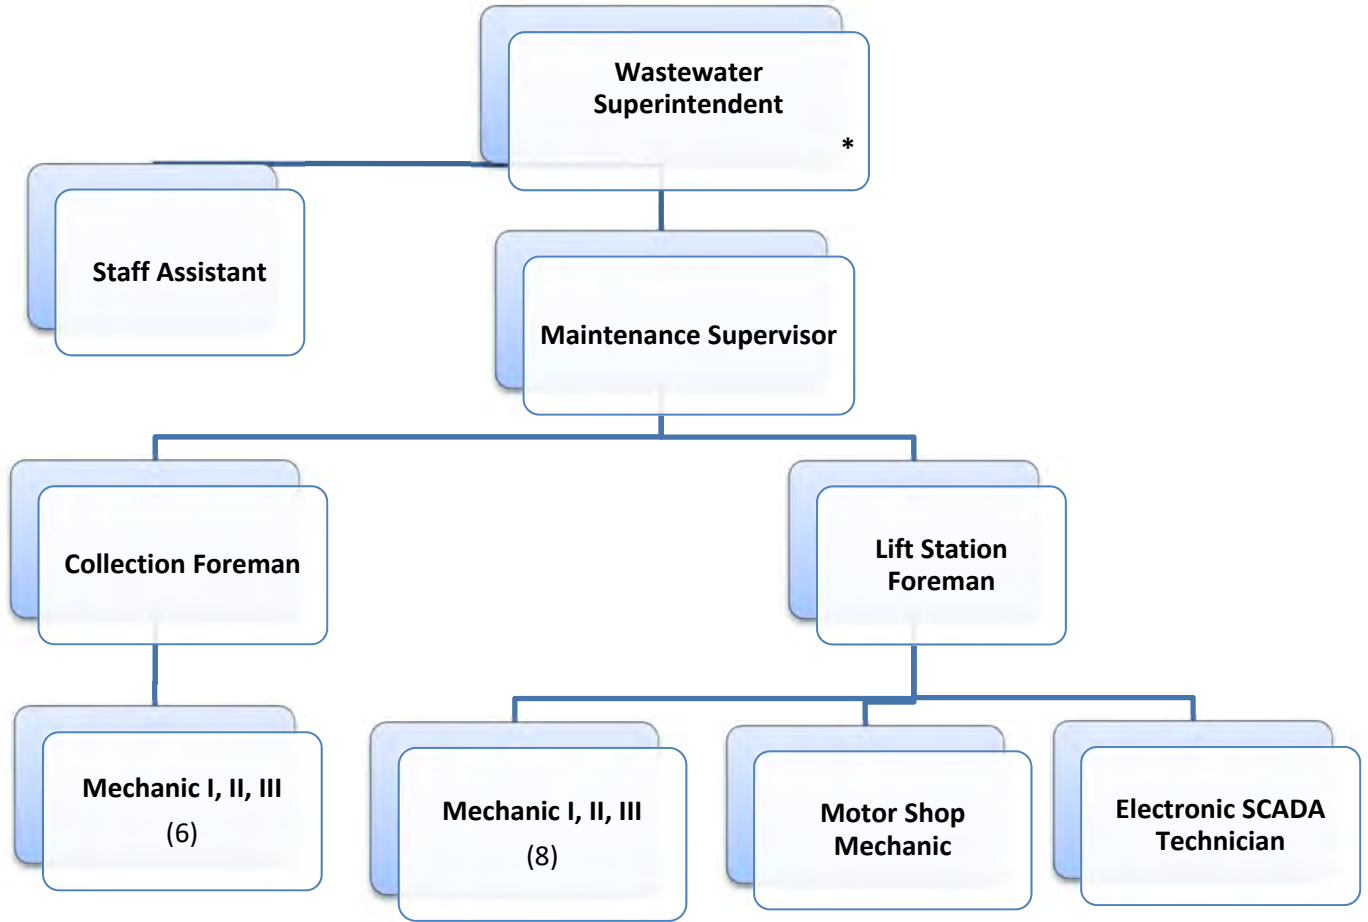 Wastewater
Superintendent
*
Staff Assistant
Maintenance Supervisor
Collection Foreman
Lift Station
Foreman
Mechanic I, II, III
(6)
Mechanic I, II, III
(8)
Motor Shop
Mechanic
Electronic SCADA
Technician